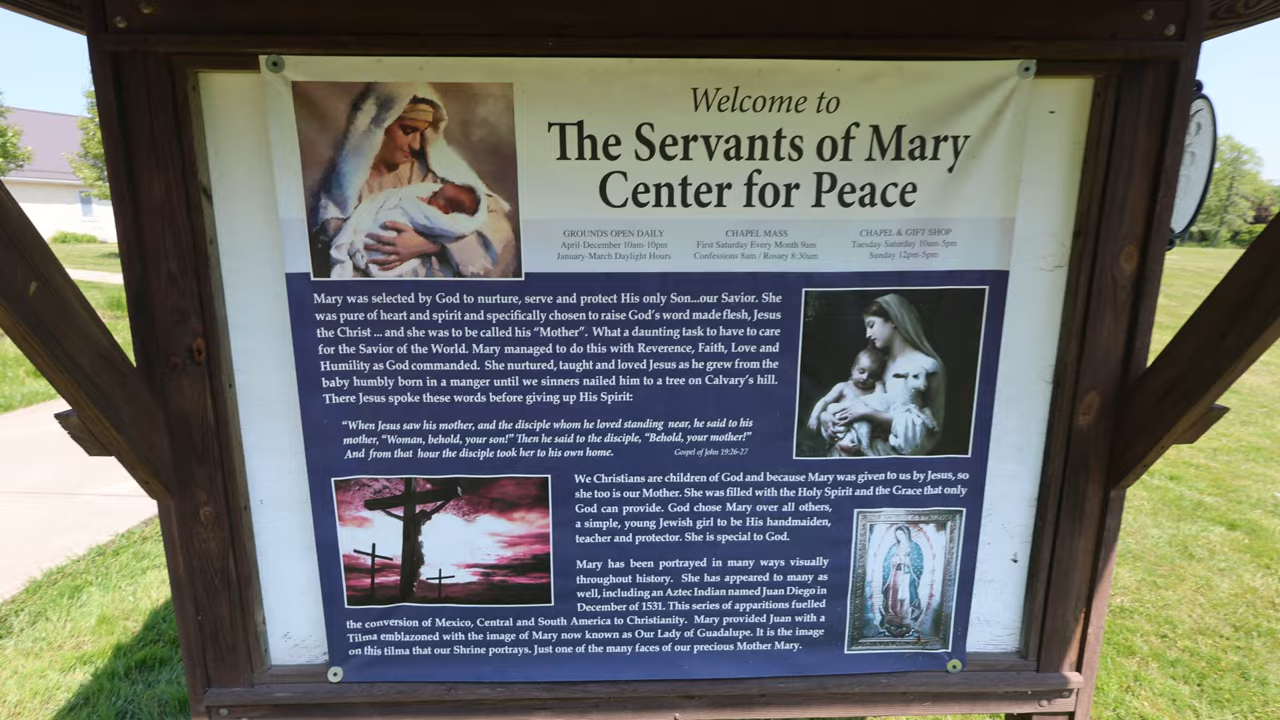 Welcome to
The Servants of Mary
Center for Peace
GROUNDS OPEN DAILY
April-December 10am-10pm
January-March Daylight Hours
CHAPEL MASS
First Saturday Every Month 9am
Confessions 8am / Rosary 8:30am
CHAPEL & GIFT SHOP
Tuesday-Saturday 10am-5pm
Sunday 12pm-5pm
Mary was selected by God to nurture, serve and protect His only Son...our Savior. She
was pure of heart and spirit and specifically chosen to raise God's word made flesh, Jesus
the Christ ... and she was to be called his “Mother”. What a daunting task to have to care
for the Savior of the World. Mary managed to do this with Reverence, Faith, Love and
Humility as God commanded. She nurtured, taught and loved Jesus as he grew from the
baby humbly born in a manger until we sinners nailed him to a tree on Calvary's hill.
There Jesus spoke these words before giving up His Spirit:
“When Jesus saw his mother, and the disciple whom he loved standing near, he said to his
mother, “Woman, behold, your son!” Then he said to the disciple, “Behold, your mother!”
And from that hour the disciple took her to his own home.
Gospel of John 19:26-27
We Christians are children of God and because Mary was given to us by Jesus, so
she too is our Mother. She was filled with the Holy Spirit and the Grace that only
God can provide. God chose Mary over all others,
a simple, young Jewish girl to be His handmaiden,
teacher and protector. She is special to God.
Mary has been portrayed in many ways visually
throughout history. She has appeared to many as
well, including an Aztec Indian named Juan Diego in
December of 1531. This series of apparitions fuelled
the conversion of Mexico, Central and South America to Christianity. Mary provided Juan with a
Tilma emblazoned with the image of Mary now known as Our Lady of Guadalupe. It is the image
on this tilma that our Shrine portrays. Just one of the many faces of our precious Mother Mary.